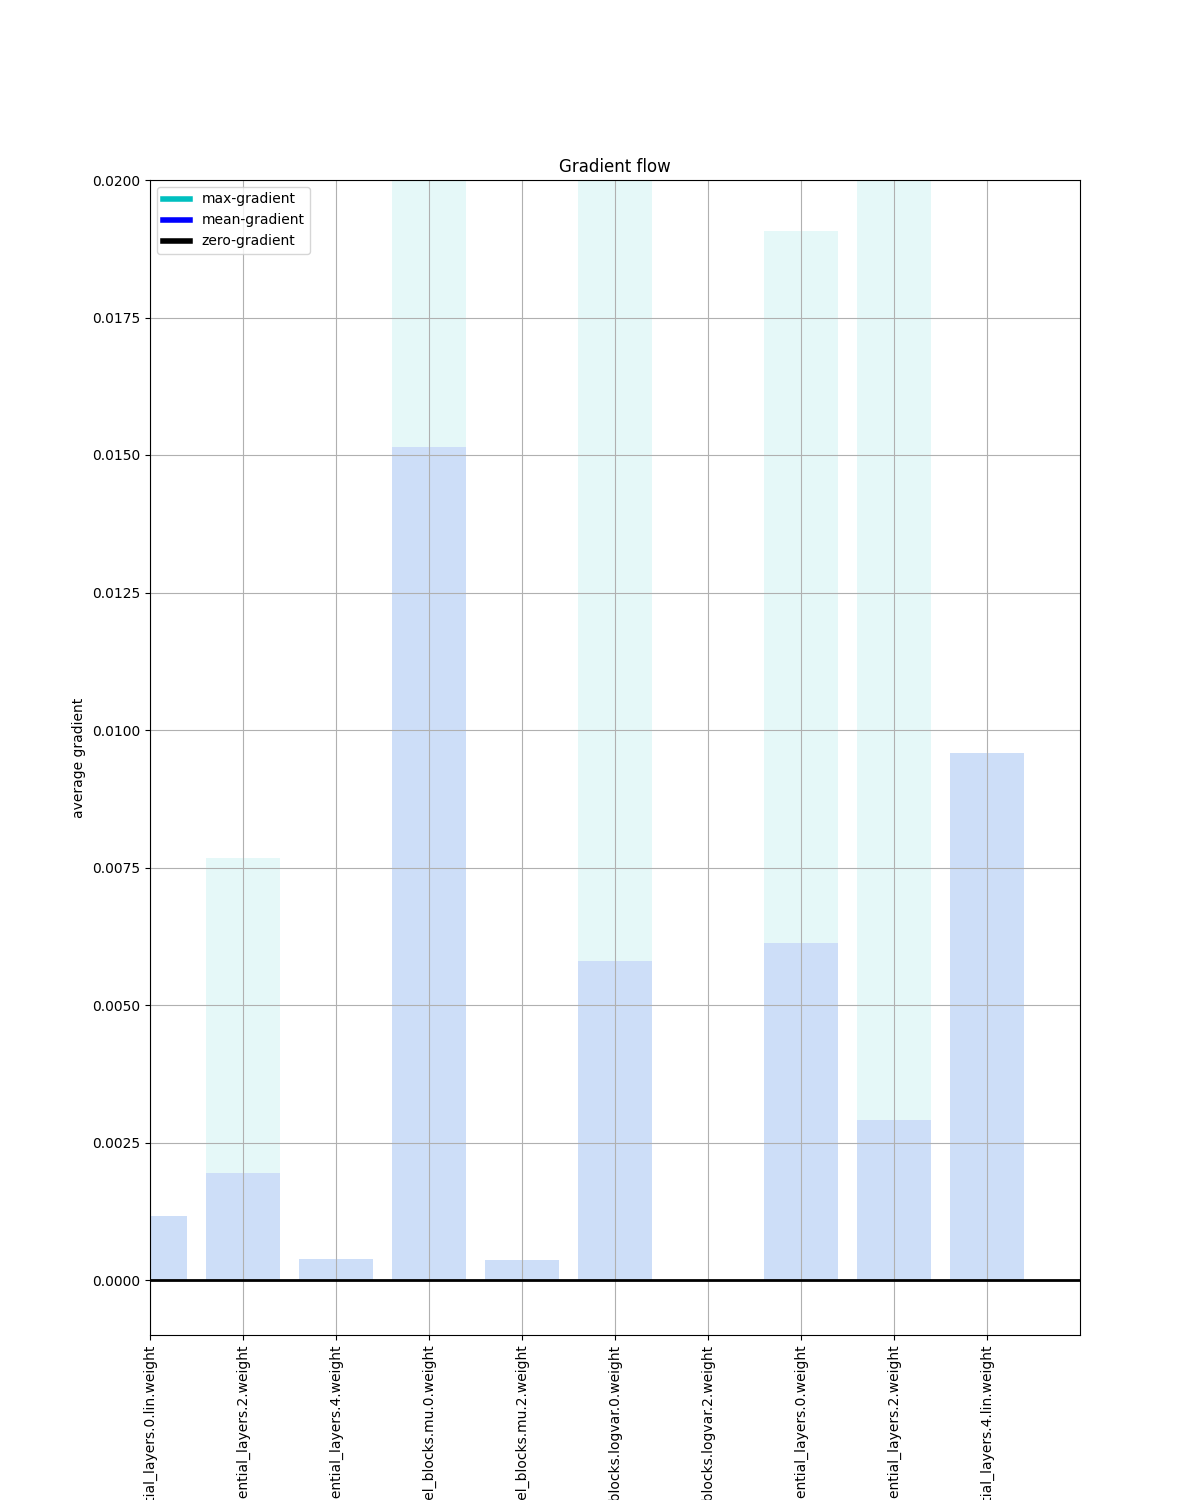 Gradient flow
max-gradient
mean-gradient
zero-gradient
0.0200
0.0175
0.0150
0.0125
0.0100
0.0075
0.0050
0.0025
0.0000
average gradient
tial_layers.0.lin.weight
ential_layers.2.weight
ential_layers.4.weight
el_blocks.mu.0.weight
el_blocks.mu.2.weight
blocks.logvar.0.weight
blocks.logvar.2.weight
ential_layers.0.weight
ential_layers.2.weight
tial_layers.4.lin.weight